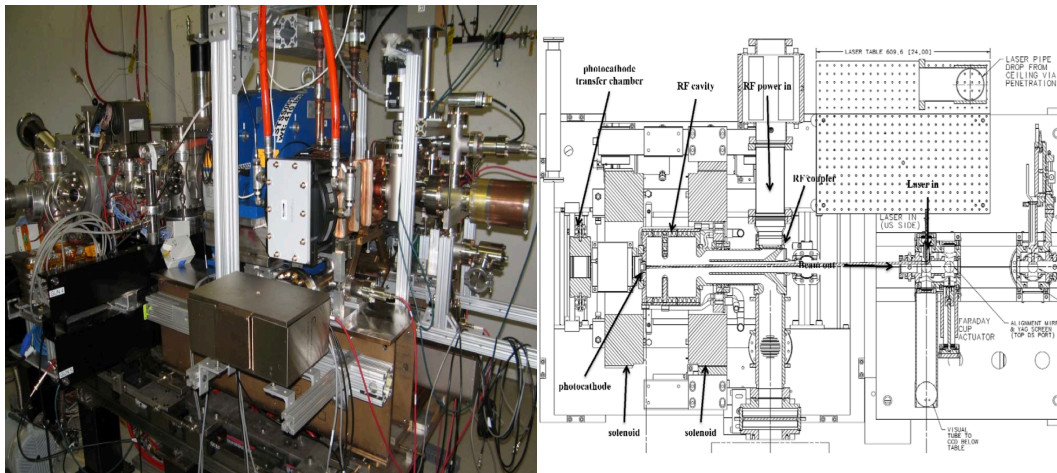 photocathode
transfer chamber
RF cavity
RF power in
LASER TABLE 609.6 [24,00]
LASER PIPE
DROP FROM
CEILING VIA
PENETRATION
RF coupler
Laser in
LASER IN
(US SIDE)
Beam out
FARADAY
CUP
ACTUATOR
ALIGNMENT MIRR
& YAG SCREEN
(TOP DS PORT)
photocathode
solenoid
solenoid
VISUAL
TUBE TO
CCD BELOW
TABLE